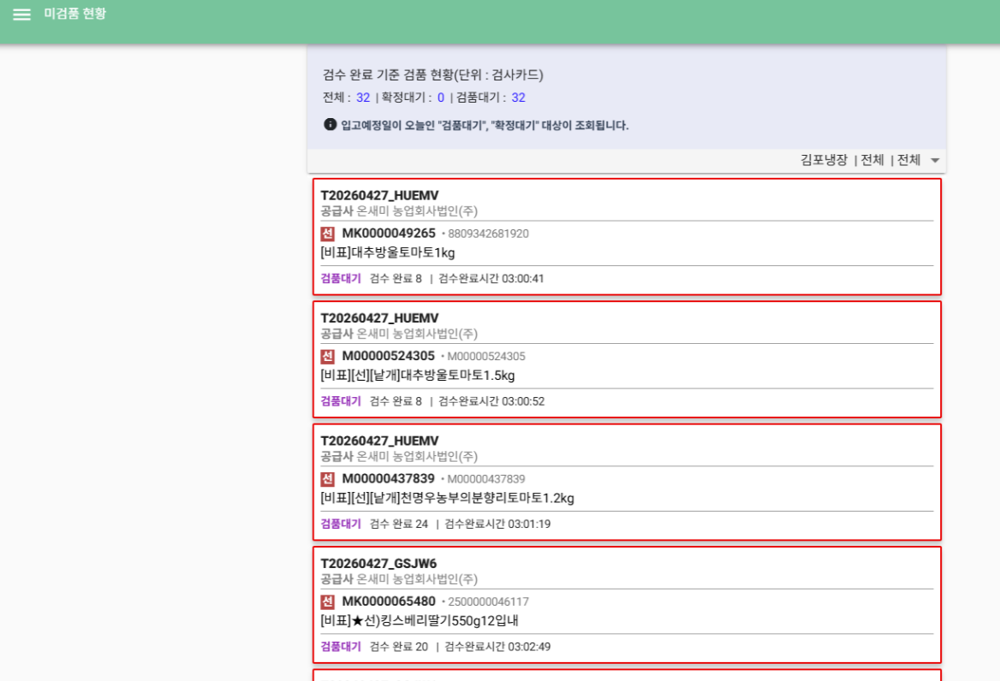 미검품 현황
검수 완료 기준 검품 현황(단위 : 검사카드)
전체 : 32 | 확정대기 : 0 | 검품대기 : 32
입고예정일이 오늘인 "검품대기", "확정대기" 대상이 조회됩니다.
김포냉장 | 전체 | 전체
T20260427_HUEMV
공급사 온새미 농업회사법인(주)
선 MK0000049265 • 8809342681920
[비표]대추방울토마토1kg
검품대기 검수 완료 8 | 검수완료시간 03:00:41
T20260427_HUEMV
공급사 온새미 농업회사법인(주)
선 M00000524305 • M00000524305
[비표][선][낱개]대추방울토마토1.5kg
검품대기 검수 완료 8 | 검수완료시간 03:00:52
T20260427_HUEMV
공급사 온새미 농업회사법인(주)
선 M00000437839 • M00000437839
[비표][선][낱개]천명우농부의분향리토마토1.2kg
검품대기 검수 완료 24 | 검수완료시간 03:01:19
T20260427_GSJW6
공급사 온새미 농업회사법인(주)
선 MK0000065480 • 2500000046117
[비표]★선)킹스베리딸기550g12입내
검품대기 검수 완료 20 | 검수완료시간 03:02:49